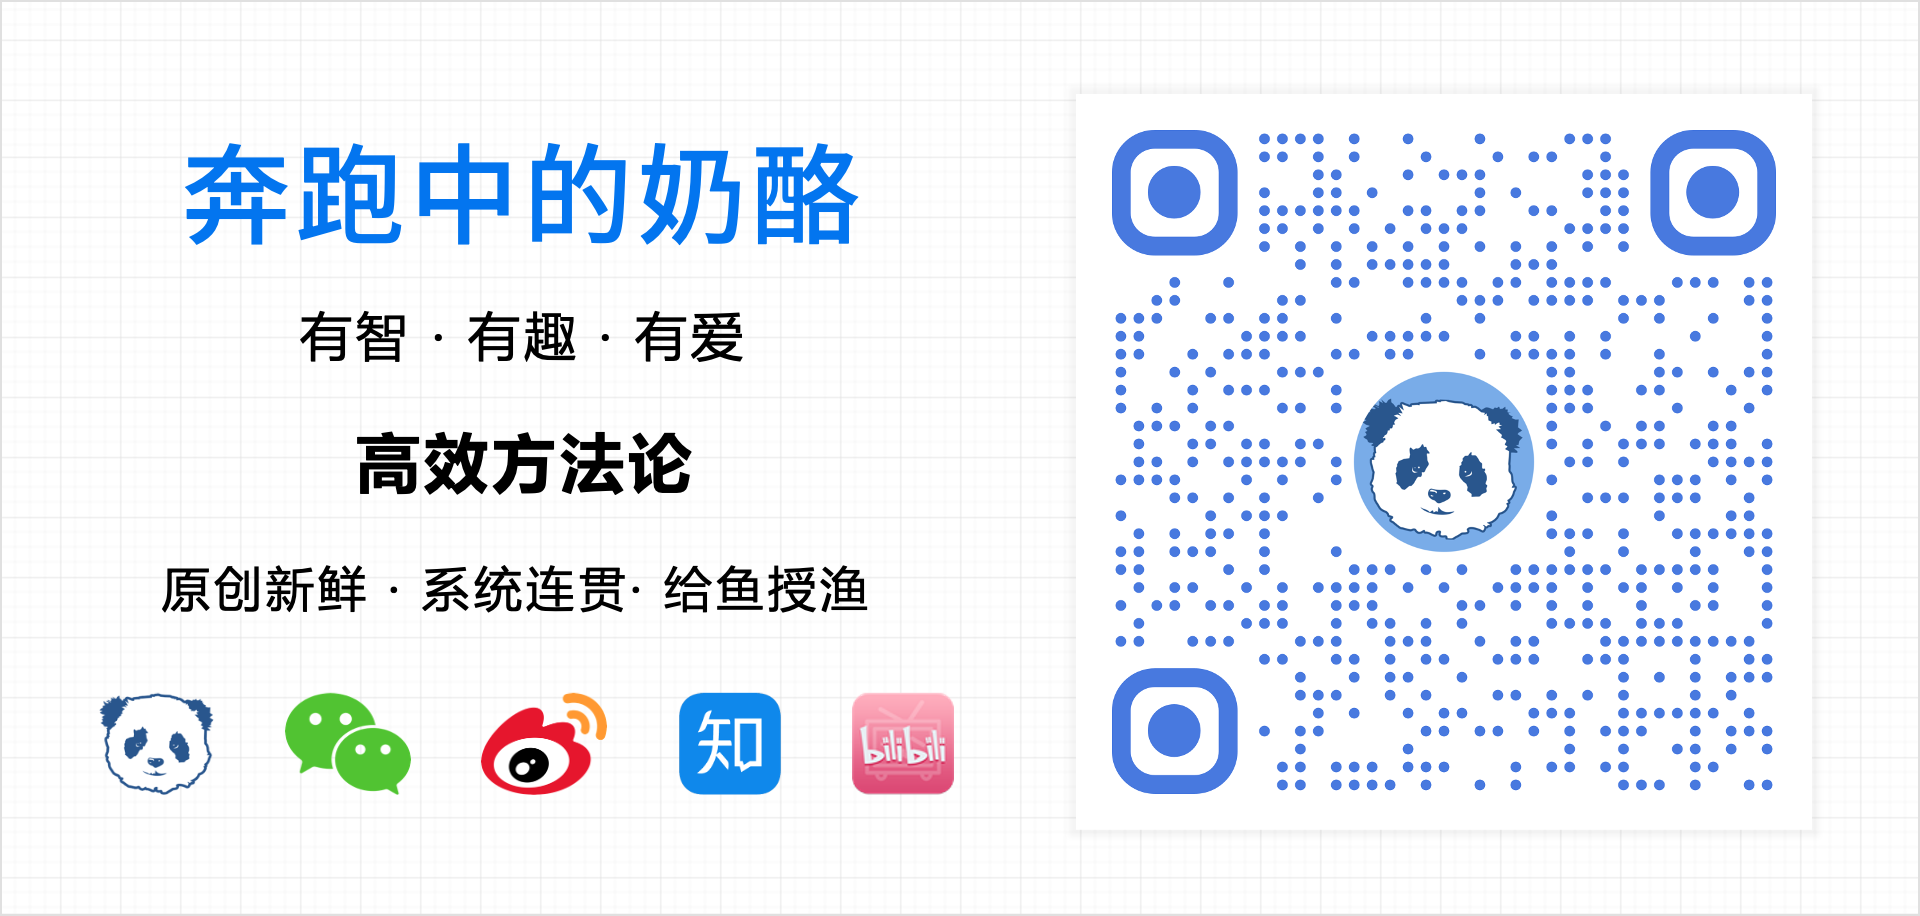 奔跑中的奶酪
有智 · 有趣 · 有爱
高效方法论
原创新鲜 · 系统连贯· 给鱼授渔
知
bilibili